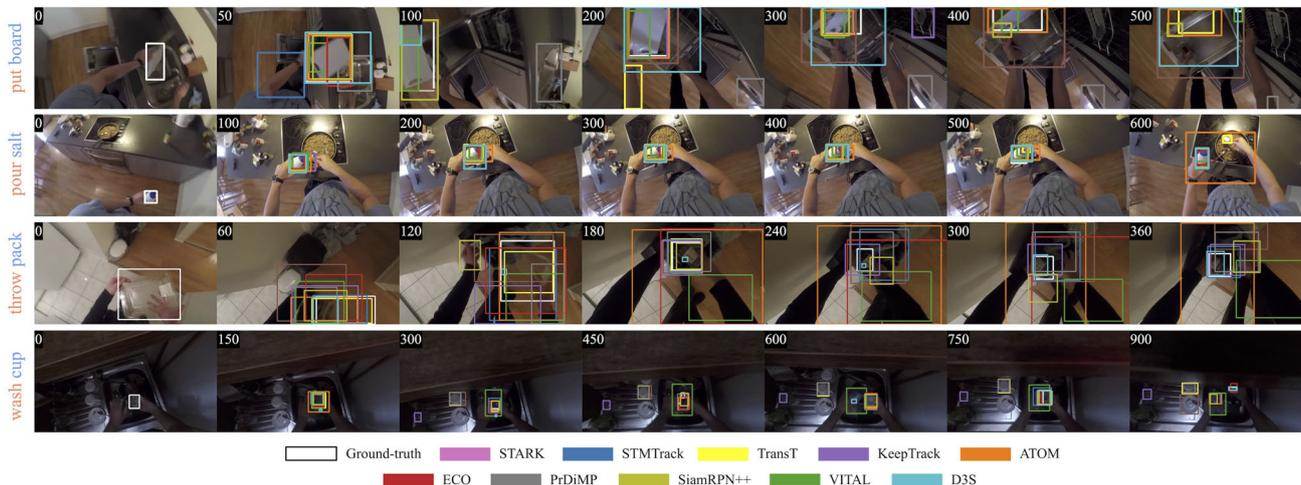 put board
0 50 100 200 300 400 500
pour salt
0 100 200 300 400 500 600
throw pack
0 60 120 180 240 300 360
wash cup
0 150 300 450 600 750 900
Ground-truth STARK STMTrack TransT KeepTrack ATOM
ECO PrDiMP SiamRPN++ VITAL D3S